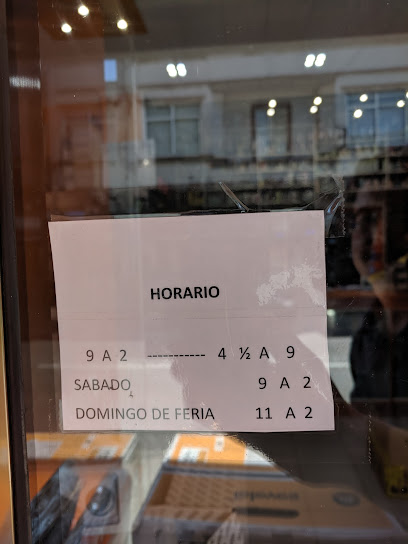 HORARIO
9 A 2 ----------- 4 ½ A 9
SABADO 9 A 2
DOMINGO DE FERIA 11 A 2